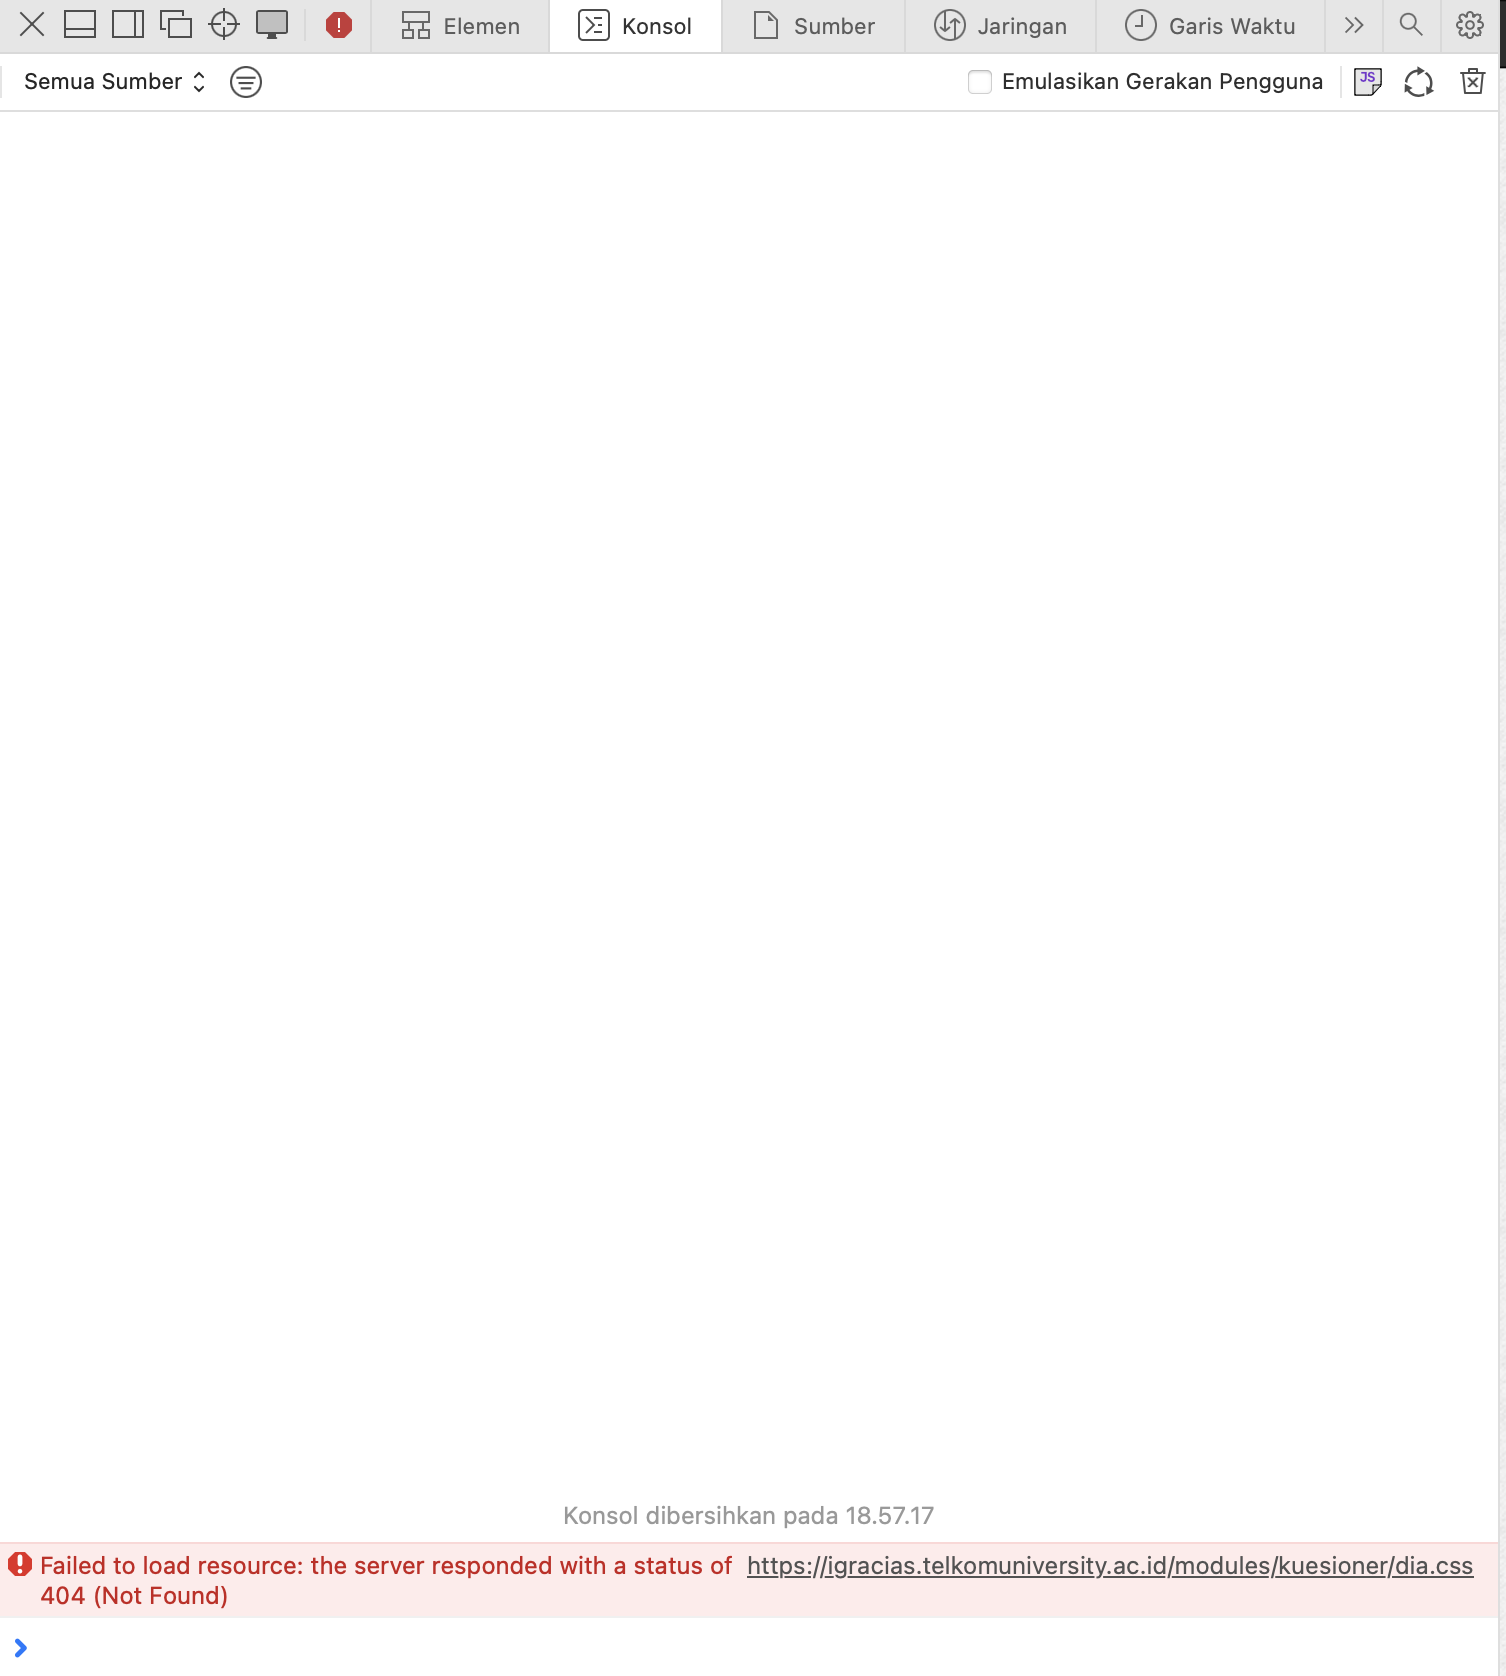 Elemen
Konsol
Sumber
Jaringan
Garis Waktu
Semua Sumber
Emulasikan Gerakan Pengguna
JS
Konsol dibersihkan pada 18.57.17
Failed to load resource: the server responded with a status of
404 (Not Found)
https://igracias.telkomuniversity.ac.id/modules/kuesioner/dia.css